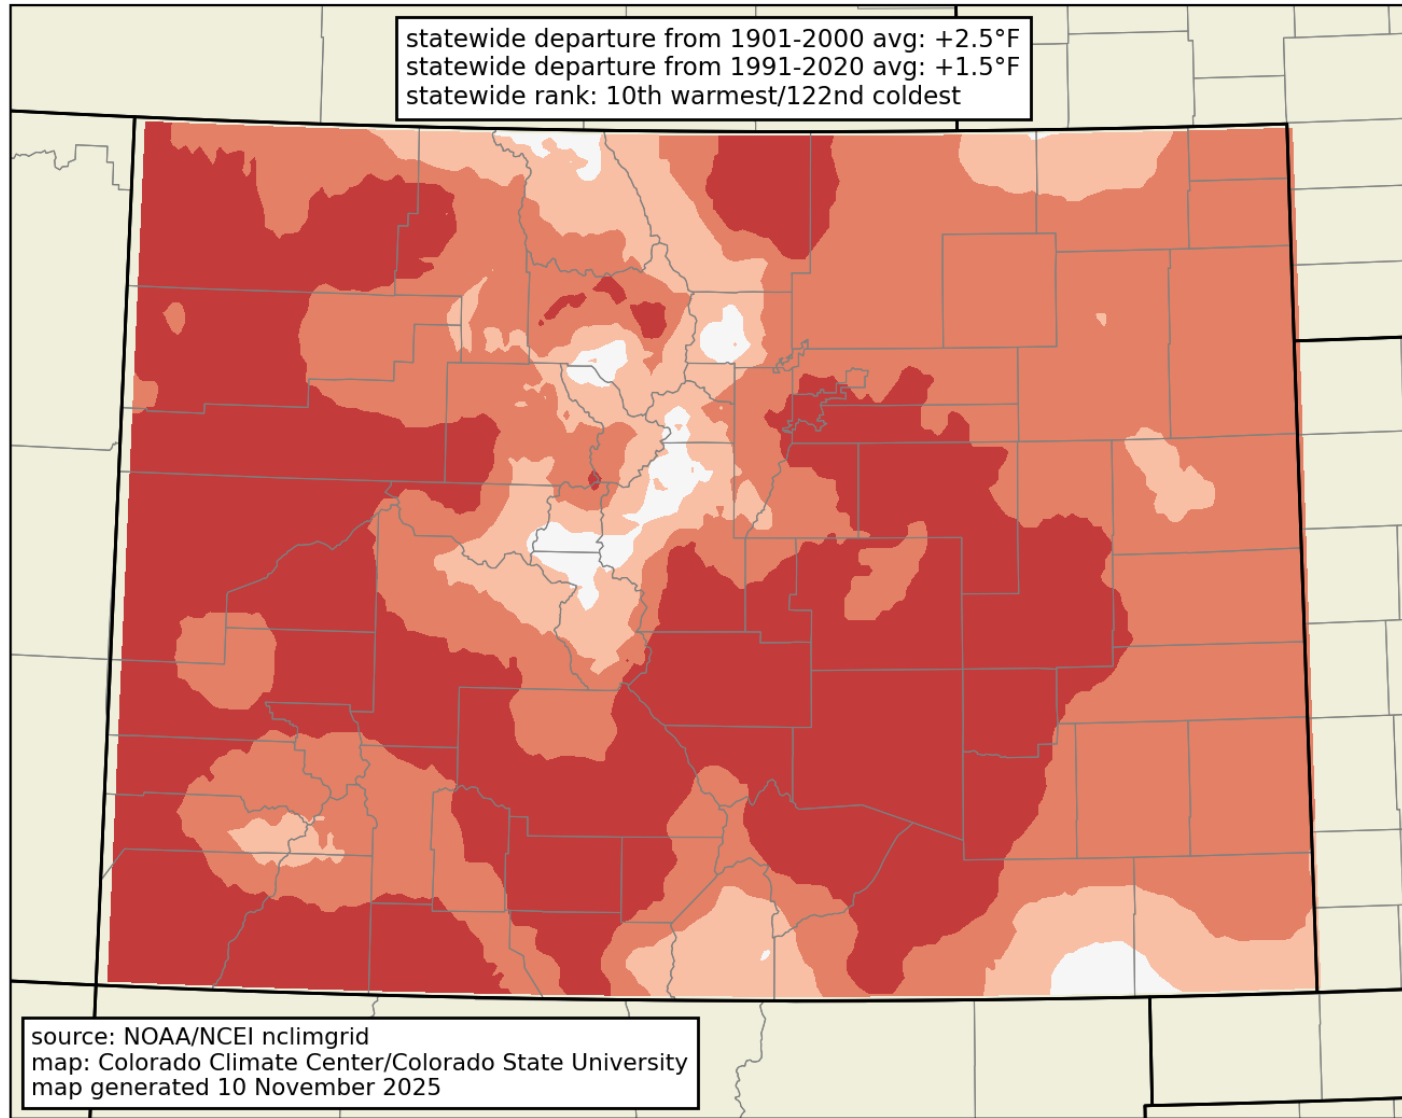 statewide departure from 1901-2000 avg: +2.5°F
statewide departure from 1991-2020 avg: +1.5°F
statewide rank: 10th warmest/122nd coldest
source: NOAA/NCEI nclimgrid
map: Colorado Climate Center/Colorado State University
map generated 10 November 2025